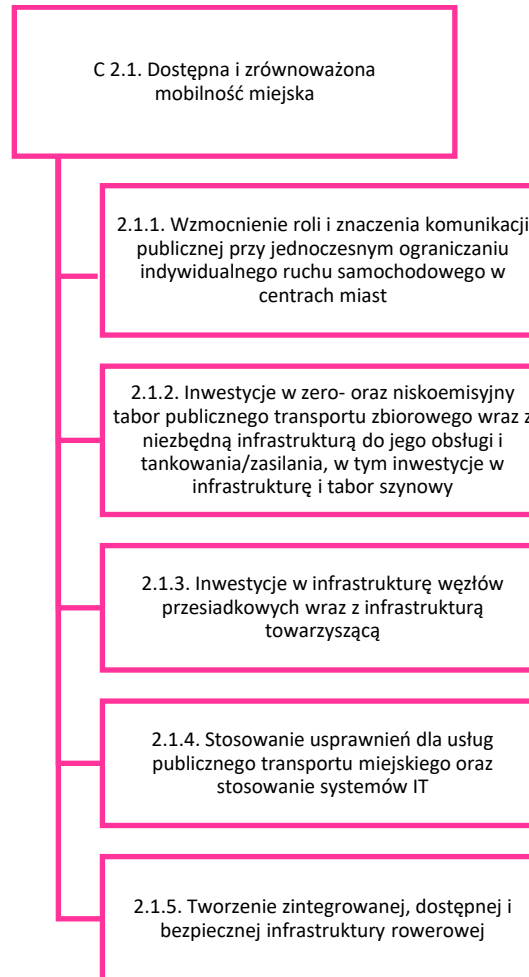 C 2.1. Dostępna i zrównoważona
mobilność miejska
2.1.1. Wzmocnienie roli i znaczenia komunikacji
publicznej przy jednoczesnym ograniczaniu
indywidualnego ruchu samochodowego w
centrach miast
2.1.2. Inwestycje w zero- oraz niskoemisyjny
tabor publicznego transportu zbiorowego wraz z
niezbędną infrastrukturą do jego obsługi i
tankowania/zasilania, w tym inwestycje w
infrastrukturę i tabor szynowy
2.1.3. Inwestycje w infrastrukturę węzłów
przesiadkowych wraz z infrastrukturą
towarzyszącą
2.1.4. Stosowanie usprawnień dla usług
publicznego transportu miejskiego oraz
stosowanie systemów IT
2.1.5. Tworzenie zintegrowanej, dostępnej i
bezpiecznej infrastruktury rowerowej